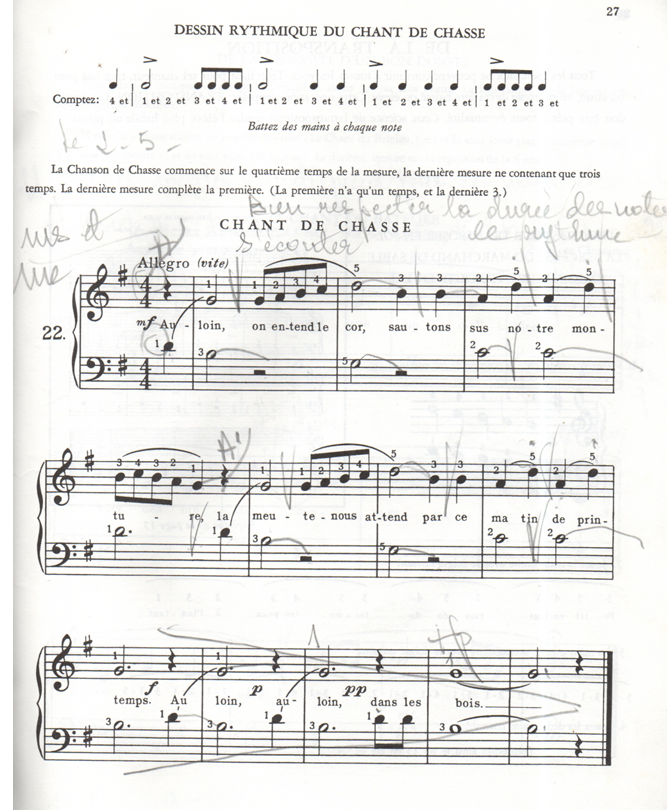 27
DESSIN RYTHMIQUE DU CHANT DE CHASSE
Comptez: 4 et 1 et 2 et 3 et 4 et 1 et 2 et 3 et 4 et 1 et 2 et 3 et 4 et 1 et 2 et 3 et
Battez des mains à chaque note
Le 2-5-
La Chanson de Chasse commence sur le quatrième temps de la mesure, la dernière mesure ne contenant que trois
temps. La dernière mesure complète la première. (La première n'a qu'un temps, et la dernière 3.)
Bien respecter la durée des notes
CHANT DE CHASSE
le rythme
S'écouter
Allegro (vite)
22.
mf Au - loin, on en-tend le cor, sau - tons sus no - tre mon -
A'
tu - re, la meu - te - nous at-tend par ce ma tin de prin-
f p pp
temps. Au loin, au - loin, dans les bois.